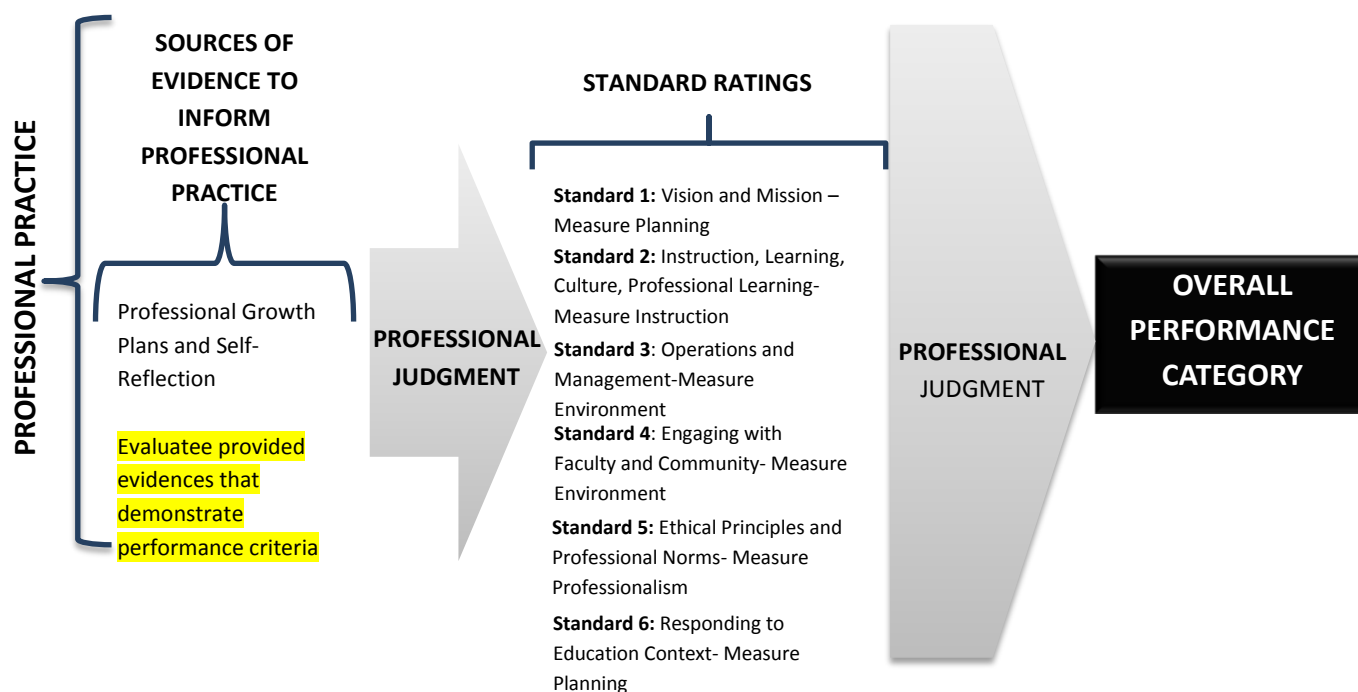 PROFESSIONAL PRACTICE
SOURCES OF
EVIDENCE TO
INFORM
PROFESSIONAL
PRACTICE
Professional Growth
Plans and Self-
Reflection
Evaluatee provided
evidences that
demonstrate
performance criteria
PROFESSIONAL
JUDGMENT
STANDARD RATINGS
Standard 1: Vision and Mission –
Measure Planning
Standard 2: Instruction, Learning,
Culture, Professional Learning-
Measure Instruction
Standard 3: Operations and
Management-Measure
Environment
Standard 4: Engaging with
Faculty and Community- Measure
Environment
Standard 5: Ethical Principles and
Professional Norms- Measure
Professionalism
Standard 6: Responding to
Education Context- Measure
Planning
PROFESSIONAL
JUDGMENT
OVERALL
PERFORMANCE
CATEGORY